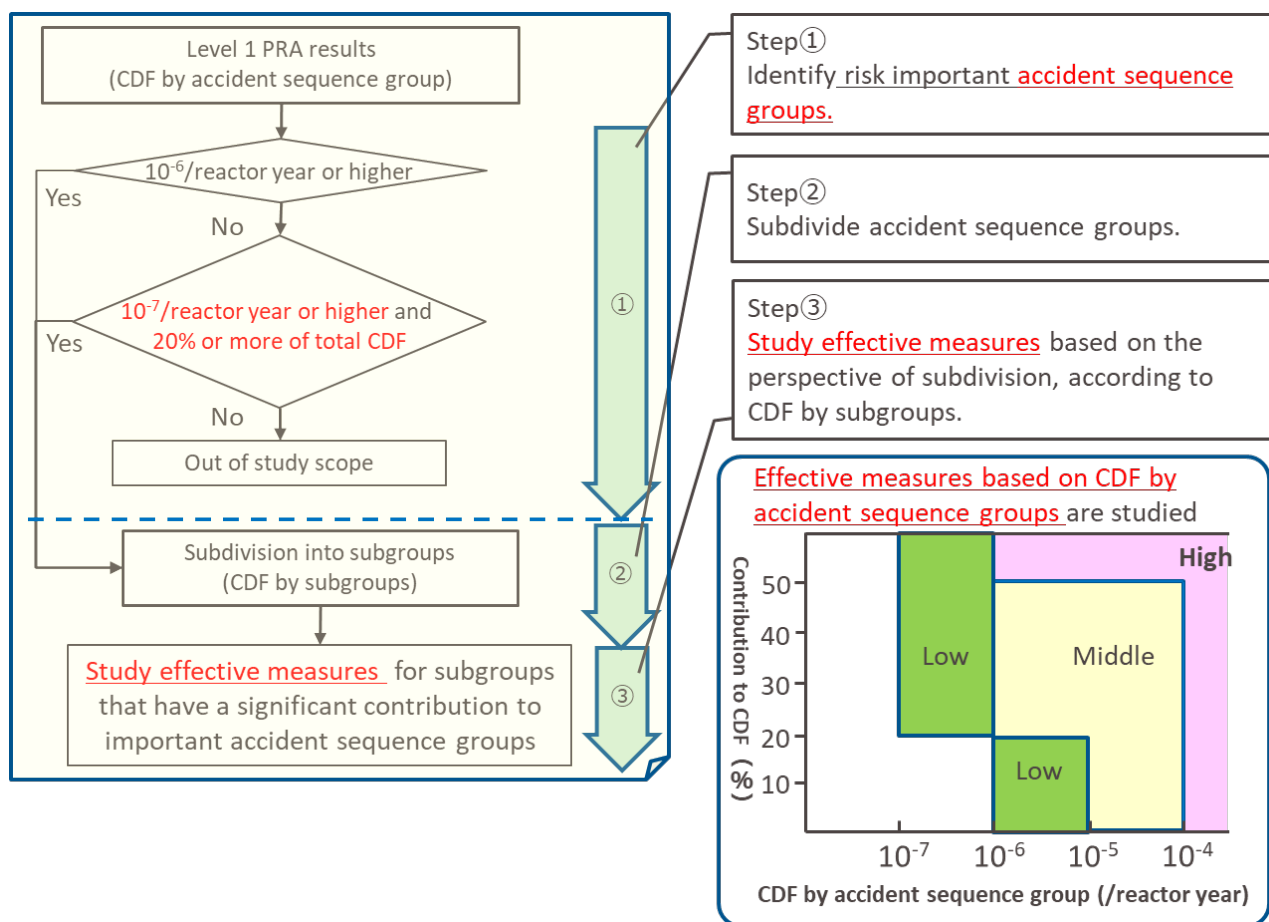 Level 1 PRA results
(CDF by accident sequence group)
10⁻⁶/reactor year or higher
Yes
No
10⁻⁷/reactor year or higher and
20% or more of total CDF
Yes
No
Out of study scope
Subdivision into subgroups
(CDF by subgroups)
Study effective measures for subgroups
that have a significant contribution to
important accident sequence groups
①
②
③
Step①
Identify risk important accident sequence
groups.
Step②
Subdivide accident sequence groups.
Step③
Study effective measures based on the
perspective of subdivision, according to
CDF by subgroups.
Effective measures based on CDF by
accident sequence groups are studied
Contribution to CDF (%)
50
40
30
20
10
High
Low
Middle
Low
10⁻⁷
10⁻⁶
10⁻⁵
10⁻⁴
CDF by accident sequence group (/reactor year)